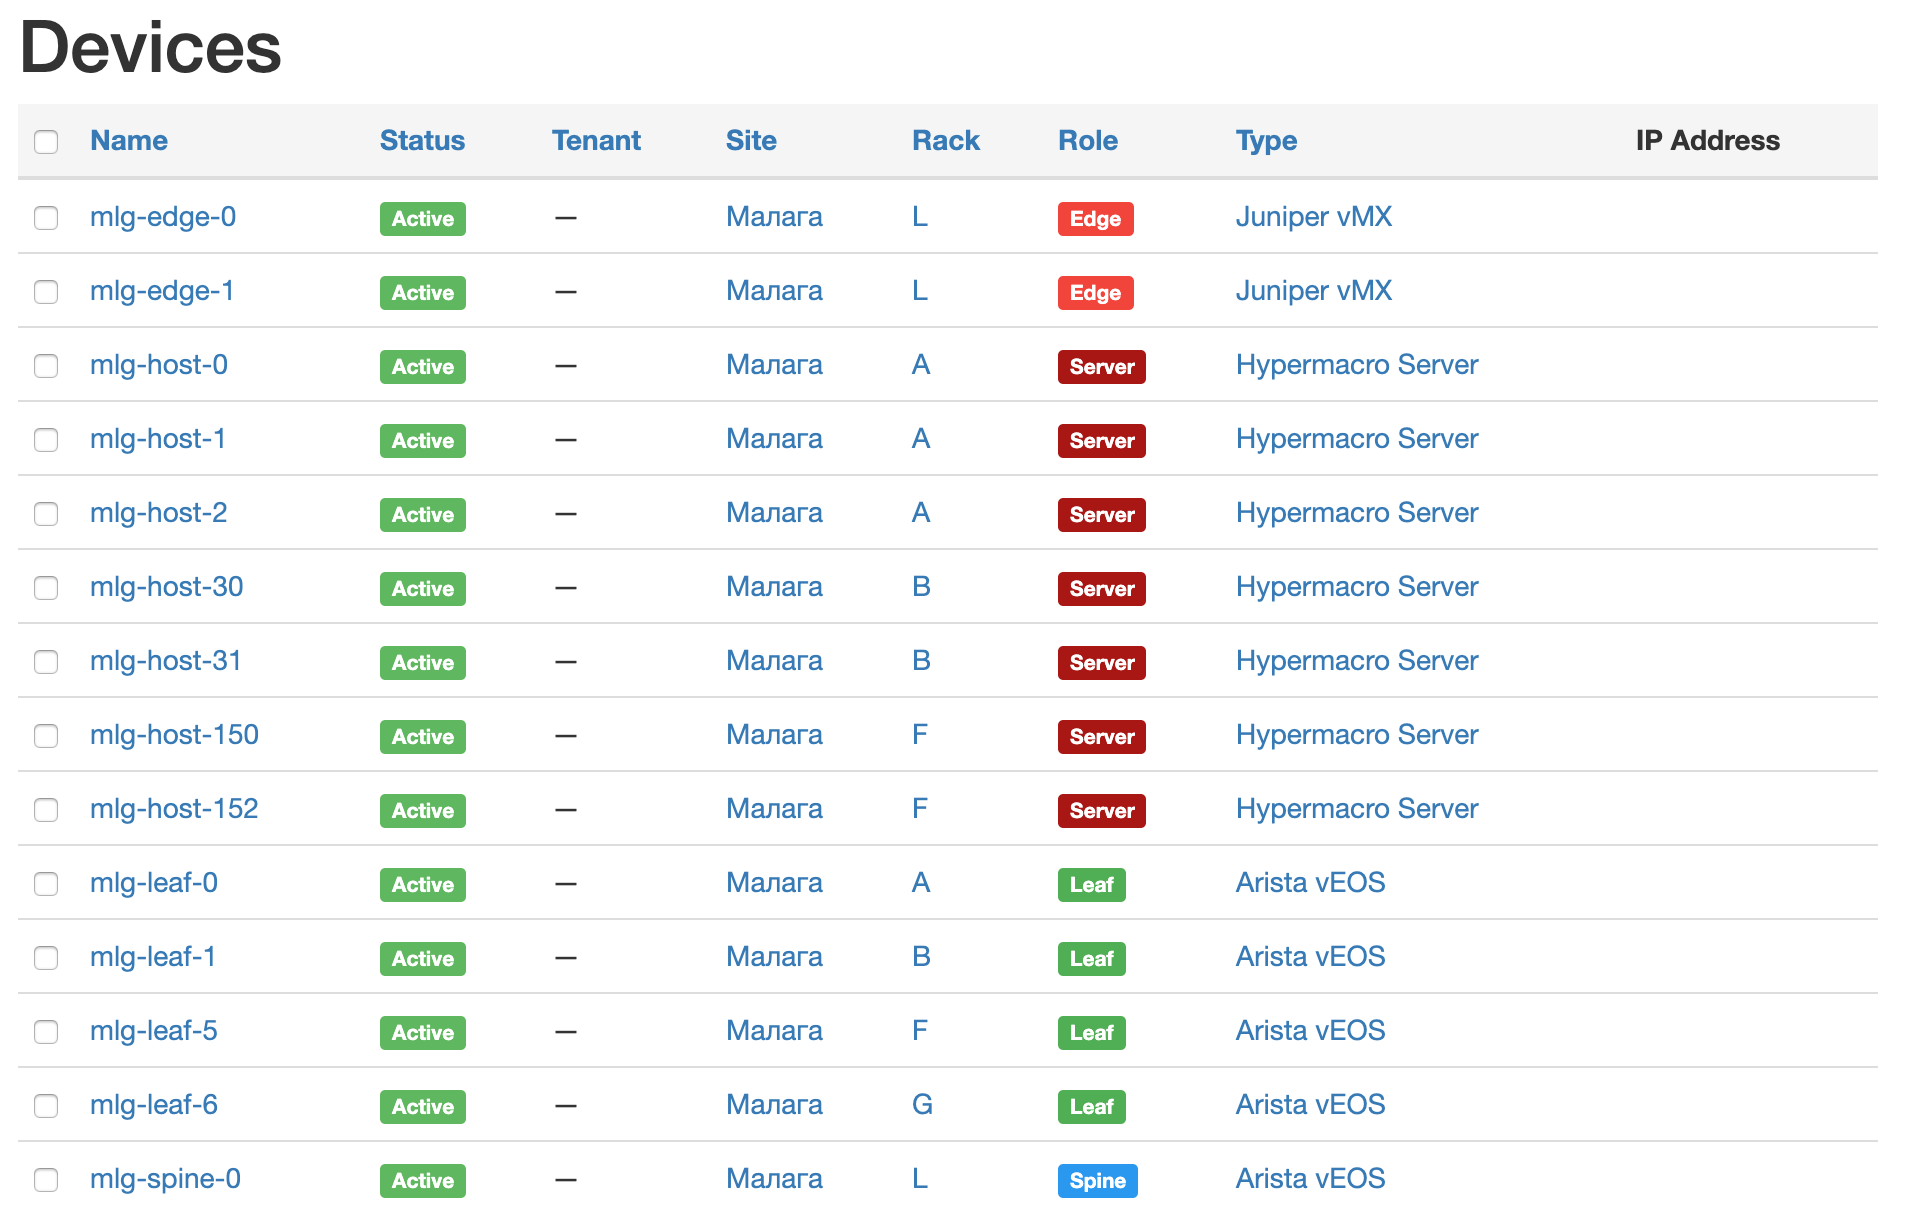 Devices
Name Status Tenant Site Rack Role Type IP Address
mlg-edge-0 Active — Малага L Edge Juniper vMX
mlg-edge-1 Active — Малага L Edge Juniper vMX
mlg-host-0 Active — Малага A Server Hypermacro Server
mlg-host-1 Active — Малага A Server Hypermacro Server
mlg-host-2 Active — Малага A Server Hypermacro Server
mlg-host-30 Active — Малага B Server Hypermacro Server
mlg-host-31 Active — Малага B Server Hypermacro Server
mlg-host-150 Active — Малага F Server Hypermacro Server
mlg-host-152 Active — Малага F Server Hypermacro Server
mlg-leaf-0 Active — Малага A Leaf Arista vEOS
mlg-leaf-1 Active — Малага B Leaf Arista vEOS
mlg-leaf-5 Active — Малага F Leaf Arista vEOS
mlg-leaf-6 Active — Малага G Leaf Arista vEOS
mlg-spine-0 Active — Малага L Spine Arista vEOS